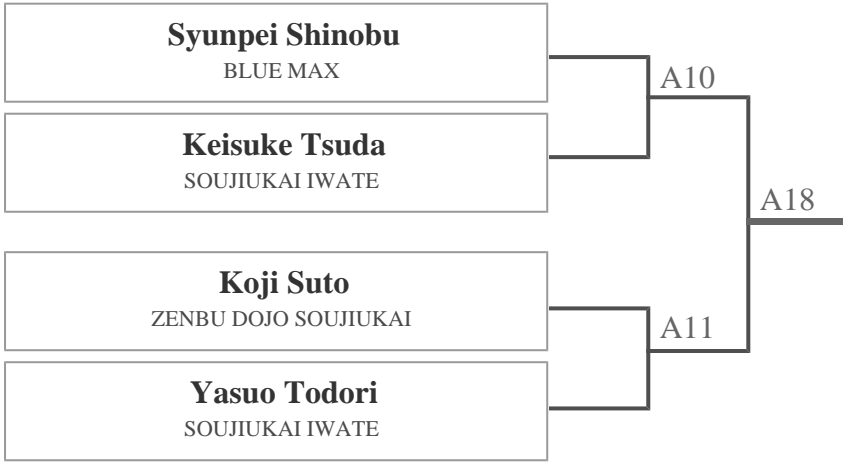 Syunpei Shinobu
BLUE MAX
A10
Keisuke Tsuda
SOUJIUKAI IWATE
A18
Koji Suto
ZENBU DOJO SOUJIUKAI
A11
Yasuo Todori
SOUJIUKAI IWATE